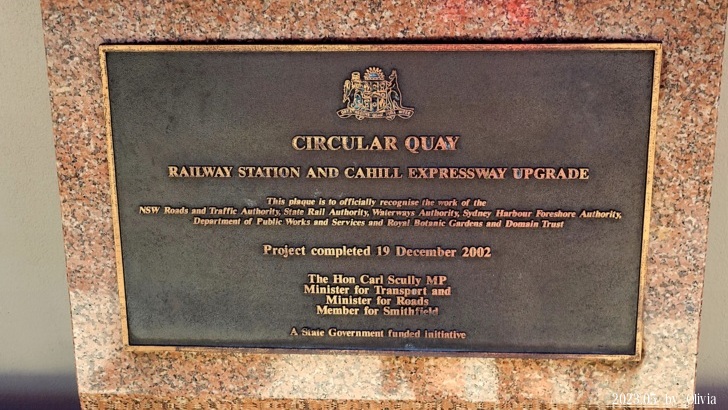 CIRCULAR QUAY
RAILWAY STATION AND CAHILL EXPRESSWAY UPGRADE
This plaque is to officially recognise the work of the
NSW Roads and Traffic Authority, State Rail Authority, Waterways Authority, Sydney Harbour Foreshore Authority,
Department of Public Works and Services and Royal Botanic Gardens and Domain Trust
Project completed 19 December 2002
The Hon Carl Scully MP
Minister for Transport and
Minister for Roads
Member for Smithfield
A State Government funded initiative
by Olivia